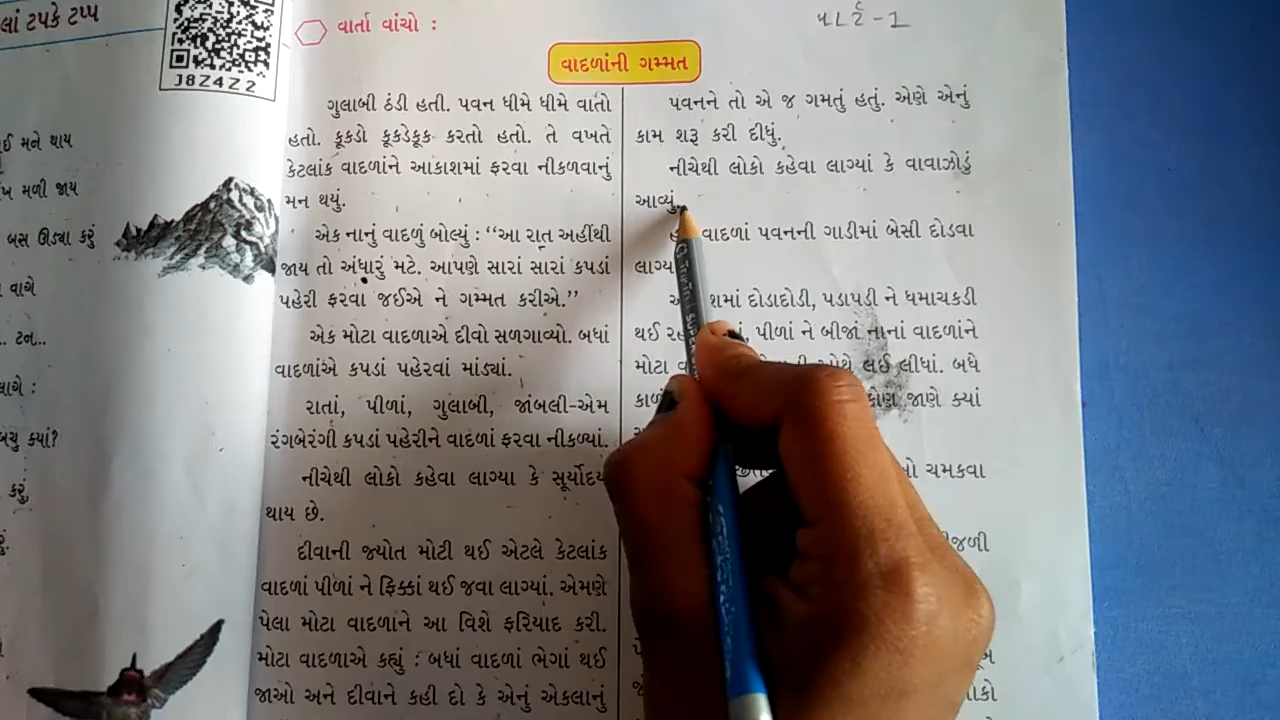 લાં ટપકે ટપ્પ
J8Z4Z2
મને થાય
મળી જાય
બસ ઊડ્યા કરું
વાગે
ટન...
લાગે :
ક્યાં?
કરું,
વાર્તા વાંચો :
પાર્ટ - 1
વાદળાંની ગમ્મત
ગુલાબી ઠંડી હતી. પવન ધીમે ધીમે વાતો
હતો. કૂકડો કૂકડેકૂક કરતો હતો. તે વખતે
કેટલાંક વાદળાંને આકાશમાં ફરવા નીકળવાનું
મન થયું.
એક નાનું વાદળું બોલ્યું : “આ રાત અહીંથી
જાય તો અંધારું મટે. આપણે સારાં સારાં કપડાં
પહેરી ફરવા જઈએ ને ગમ્મત કરીએ.”
એક મોટા વાદળાએ દીવો સળગાવ્યો. બધાં
વાદળાંએ કપડાં પહેરવાં માંડ્યાં.
રાતાં, પીળાં, ગુલાબી, જાંબલી-એમ
રંગબેરંગી કપડાં પહેરીને વાદળાં ફરવા નીકળ્યાં.
નીચેથી લોકો કહેવા લાગ્યા કે સૂર્યોદય
થાય છે.
દીવાની જ્યોત મોટી થઈ એટલે કેટલાંક
વાદળાં પીળાં ને ફિક્કાં થઈ જવા લાગ્યાં. એમણે
પેલા મોટા વાદળાને આ વિશે ફરિયાદ કરી.
મોટા વાદળાએ કહ્યું : બધાં વાદળાં ભેગાં થઈ
જાઓ અને દીવાને કહી દો કે એનું એકલાનું
પવનને તો એ જ ગમતું હતું. એણે એનું
કામ શરૂ કરી દીધું.
નીચેથી લોકો કહેવા લાગ્યાં કે વાવાઝોડું
આવ્યું.
વાદળાં પવનની ગાડીમાં બેસી દોડવા
દોડાદોડી, પડાપડી ને ધમાચકડી
થઈ પીળાં ને બીજાં નાનાં વાદળાંને
મોટા લઈ લીધાં. બધે
કોણ જાણે ક્યાં
ચમકવા